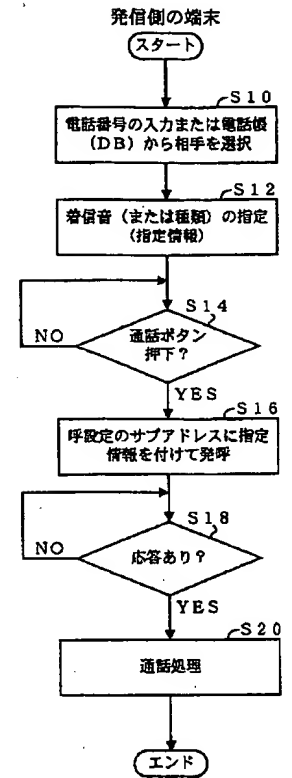 発信側の端末
スタート
S10
電話番号の入力または電話帳
(DB)から相手を選択
S12
着信音(または種類)の指定
(指定情報)
S14
通話ボタン
押下?
NO
YES
S16
呼設定のサブアドレスに指定
情報を付けて発呼
S18
応答あり?
NO
YES
S20
通話処理
エンド